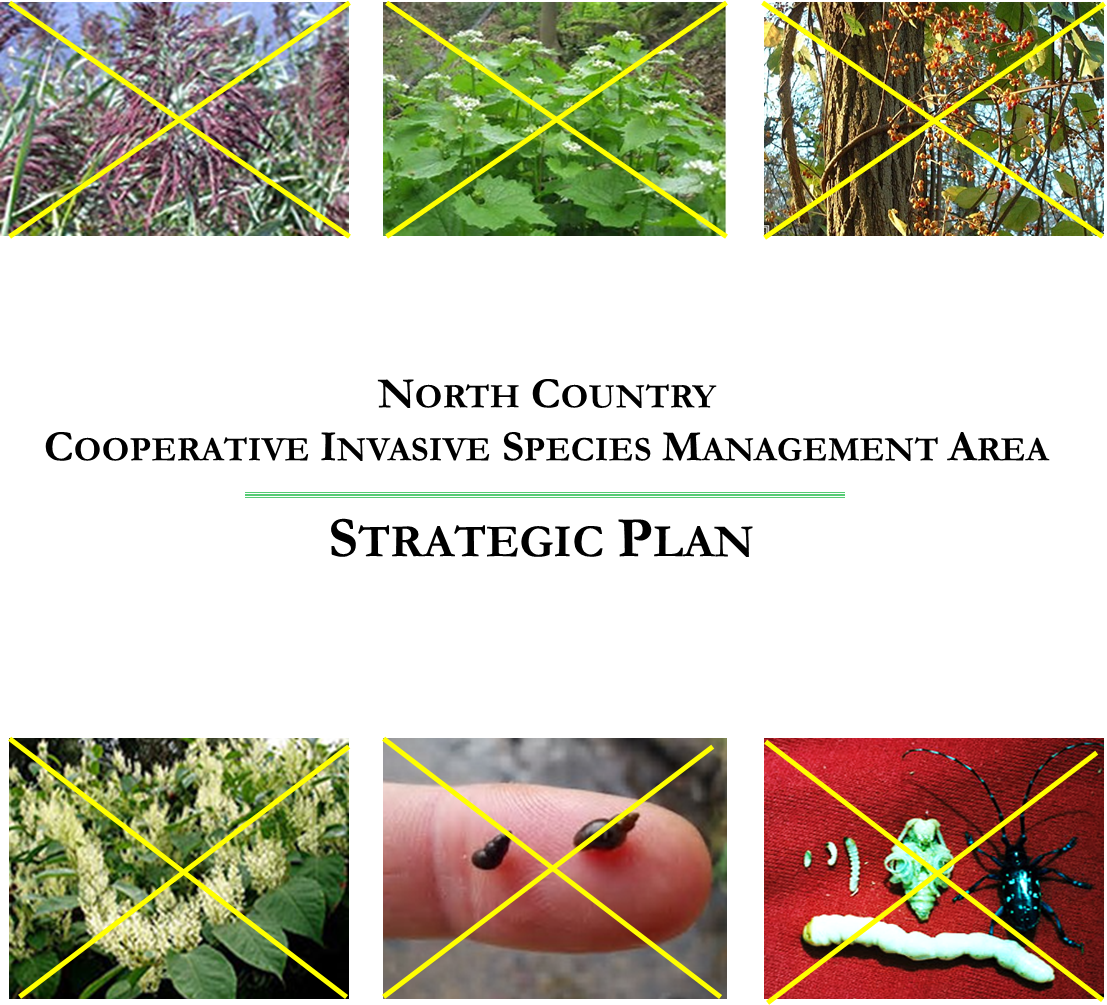 North Country
Cooperative Invasive Species Management Area
Strategic Plan